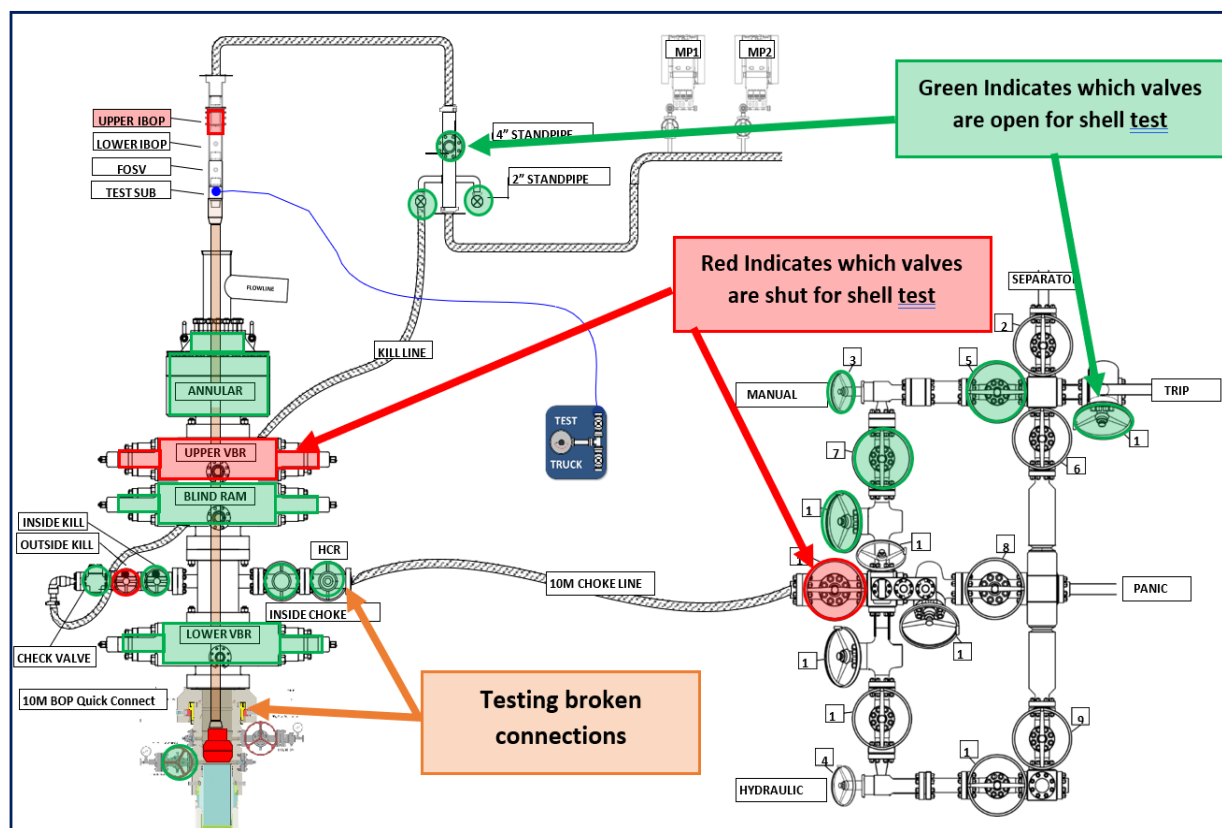 MP1
MP2
Green Indicates which valves
are open for shell test
UPPER IBOP
LOWER IBOP
FOSV
TEST SUB
4” STANDPIPE
2” STANDPIPE
Red Indicates which valves
are shut for shell test
FLOWLINE
SEPARATO
2
KILL LINE
3
5
MANUAL
TRIP
ANNULAR
1
TEST
TRUCK
6
7
UPPER VBR
BLIND RAM
1
INSIDE KILL
OUTSIDE KILL
HCR
1
8
10M CHOKE LINE
PANIC
INSIDE CHOKE
LOWER VBR
CHECK VALVE
1
1
10M BOP Quick Connect
Testing broken
connections
1
9
4
1
HYDRAULIC